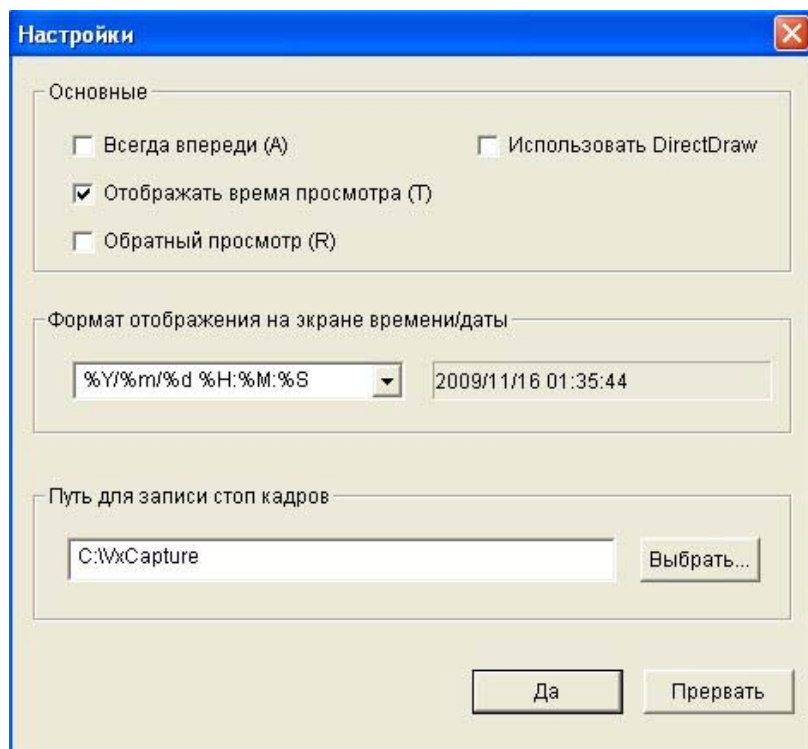 Настройки
Основные
Всегда впереди (A)
Использовать DirectDraw
Отображать время просмотра (T)
Обратный просмотр (R)
Формат отображения на экране времени/даты
%Y/%m/%d %H:%M:%S
2009/11/16 01:35:44
Путь для записи стоп кадров
C:\VxCapture
Выбрать...
Да
Прервать